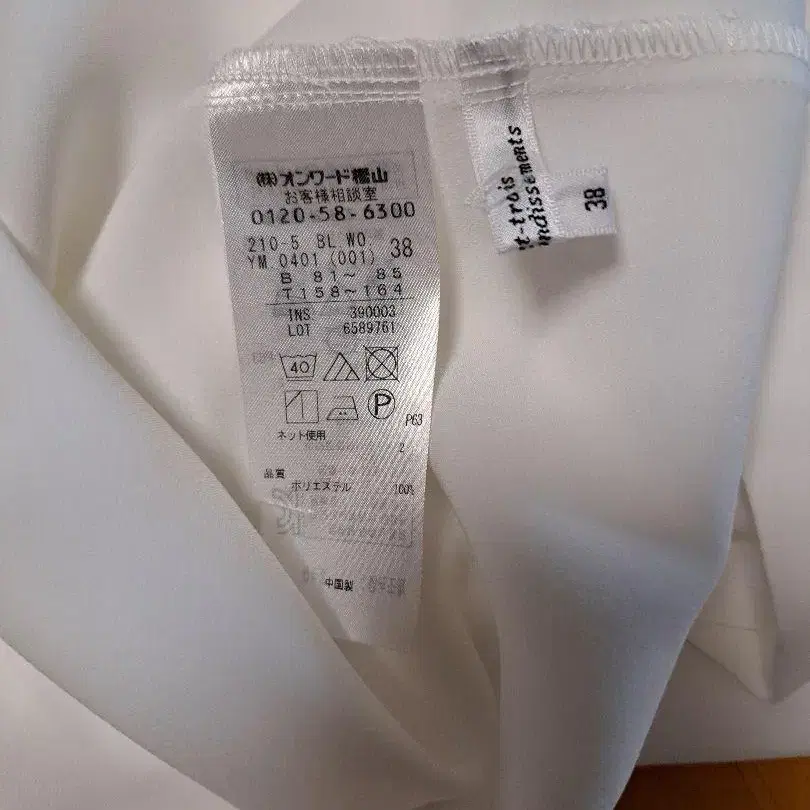 (株)オンワード樫山
お客様相談室
0120-58-6300
210-5 BL WO
YM 0401 (001) 38
B 81~ 85
T158~164
INS 390003
LOT 6589761
40
P
P63
ネット使用
2
品質
ポリエステル 100%
中国製
t-trois
ndissements
38